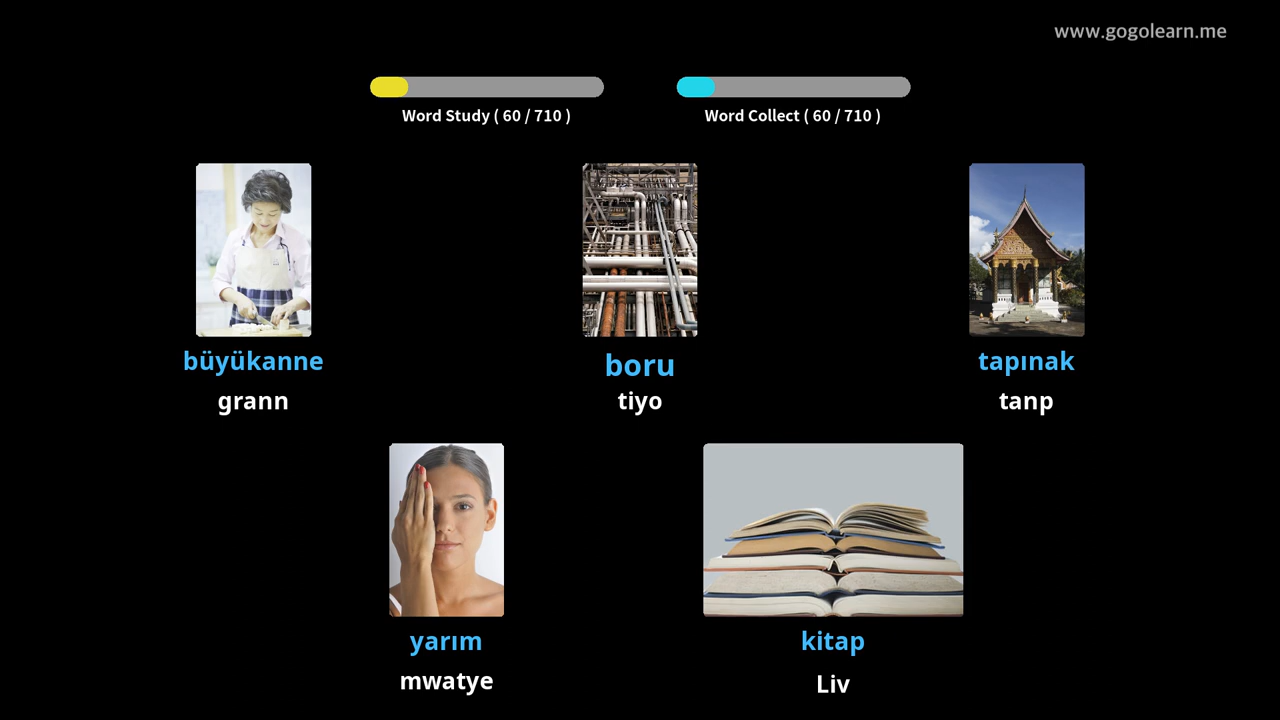 www.gogolearn.me
Word Study ( 60 / 710 )
Word Collect ( 60 / 710 )
büyükanne
grann
boru
tiyo
tapınak
tanp
yarım
mwatye
kitap
Liv